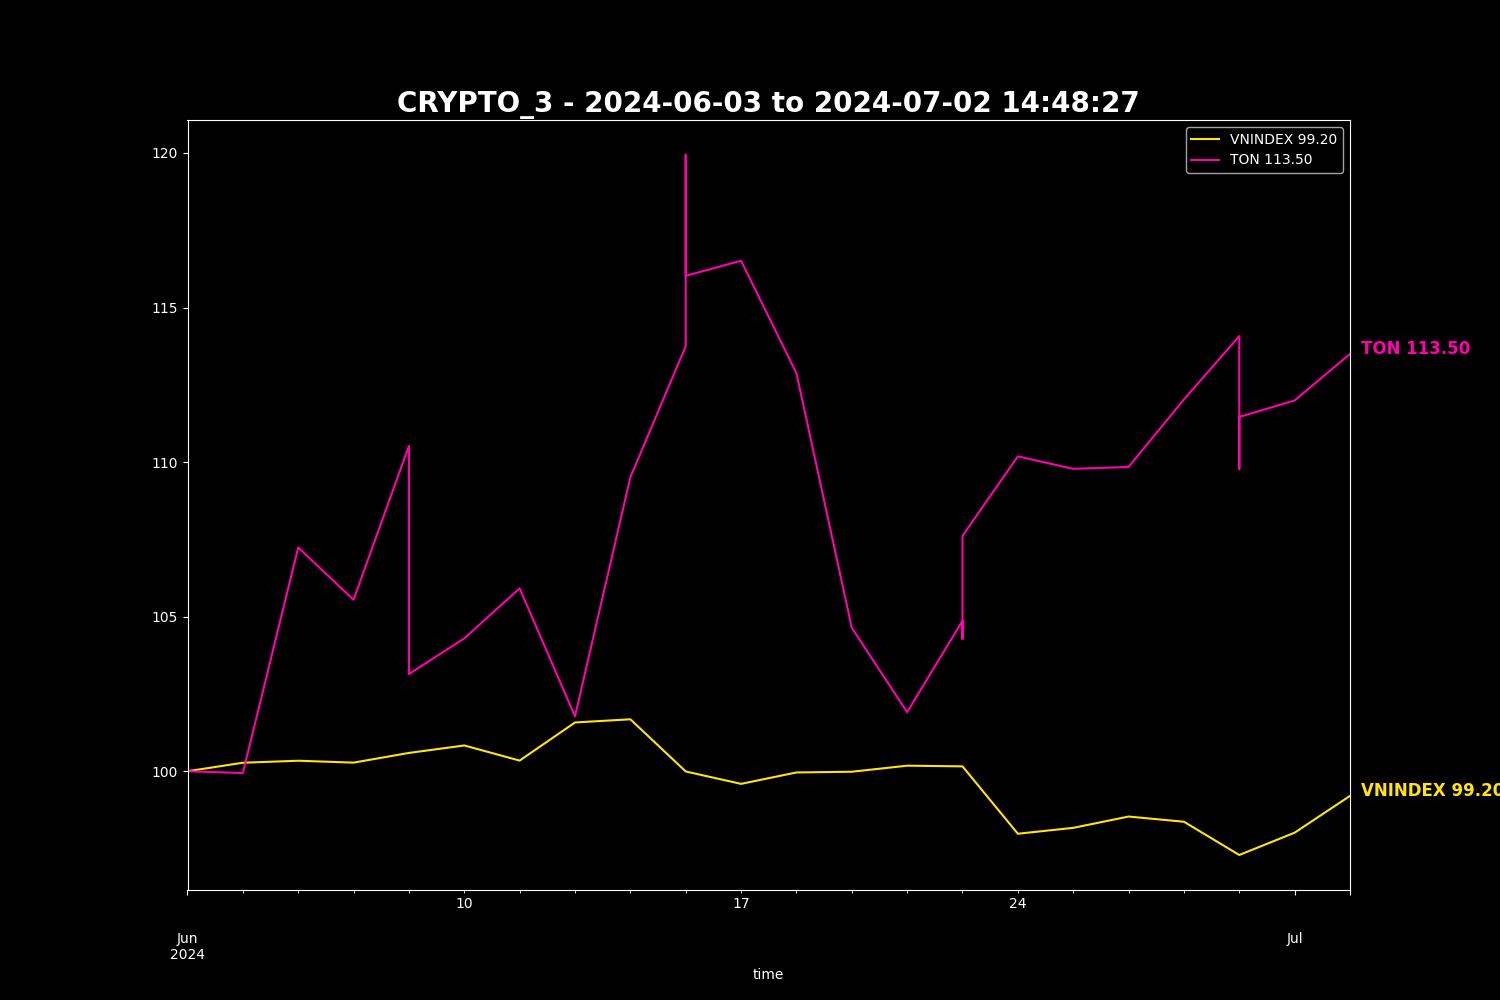 CRYPTO_3 - 2024-06-03 to 2024-07-02 14:48:27
VNINDEX 99.20
TON 113.50
120
115
110
105
100
TON 113.50
VNINDEX 99.20
10
17
24
Jun
2024
Jul
time